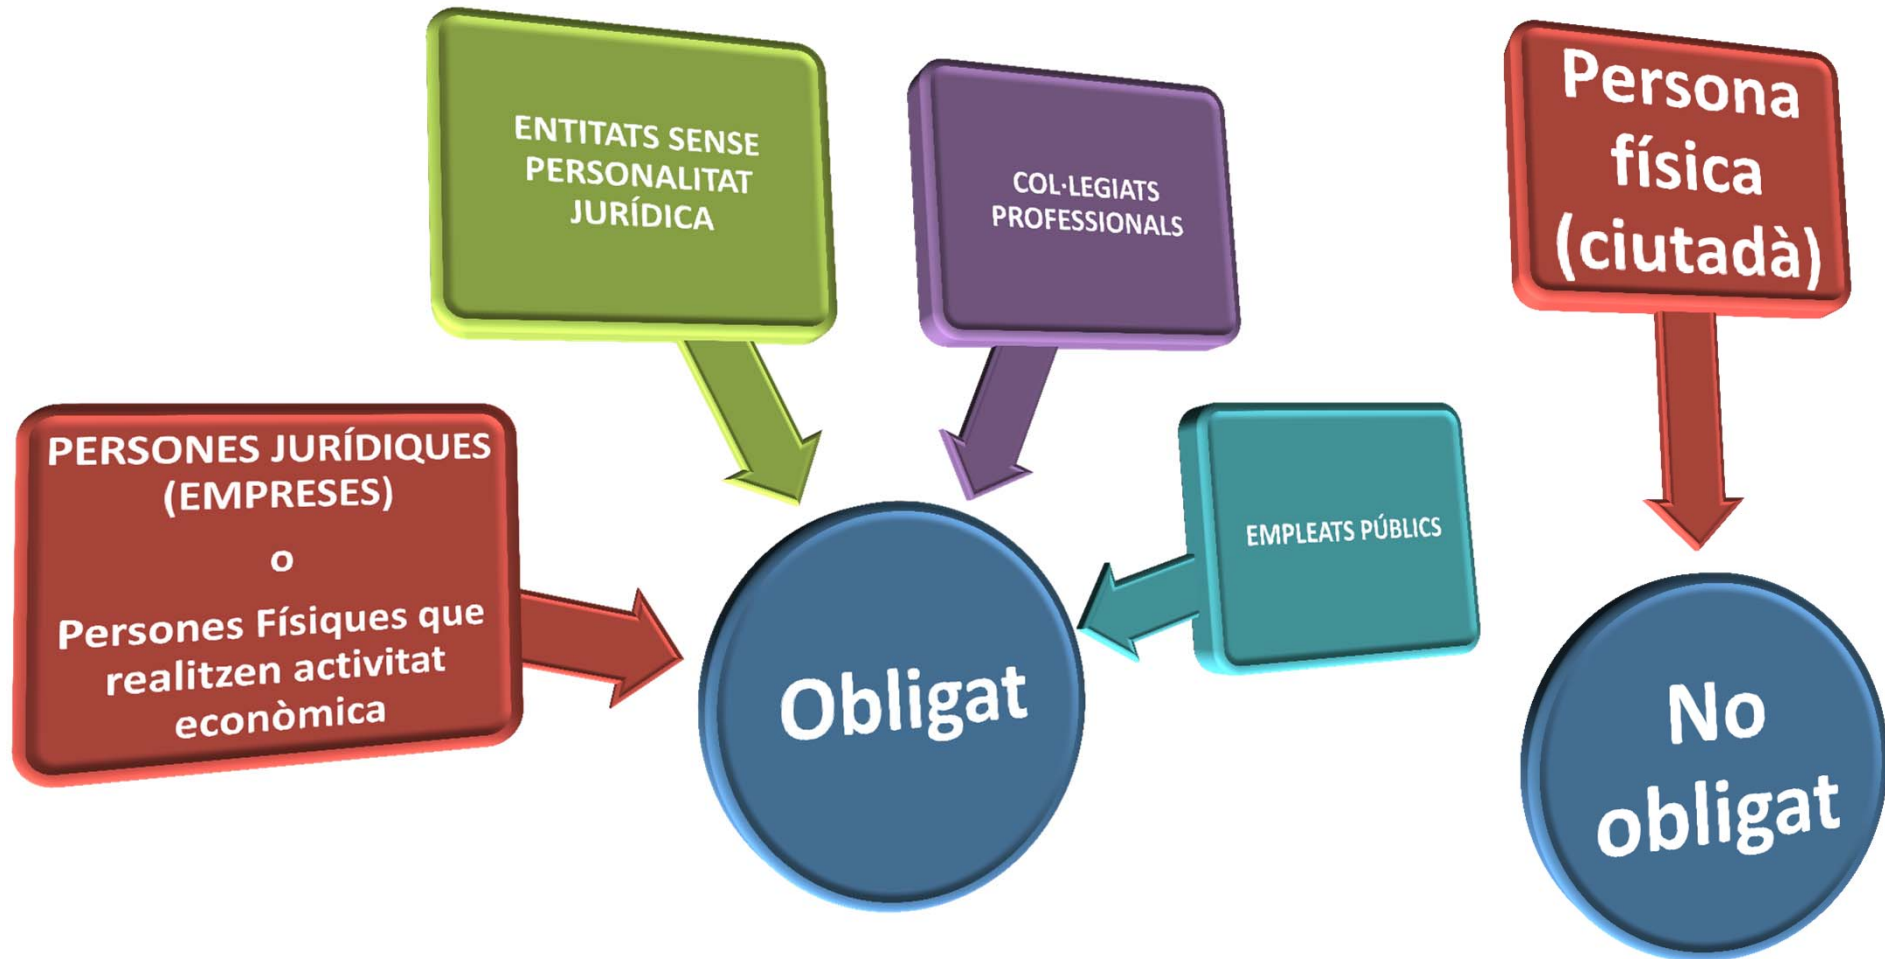 ENTITATS SENSE
PERSONALITAT
JURÍDICA
COL·LEGIATS
PROFESSIONALS
Persona
física
(ciutadà)
PERSONES JURÍDIQUES
(EMPRESES)
o
Persones Físiques que
realitzen activitat
econòmica
EMPLEATS PÚBLICS
Obligat
No
obligat